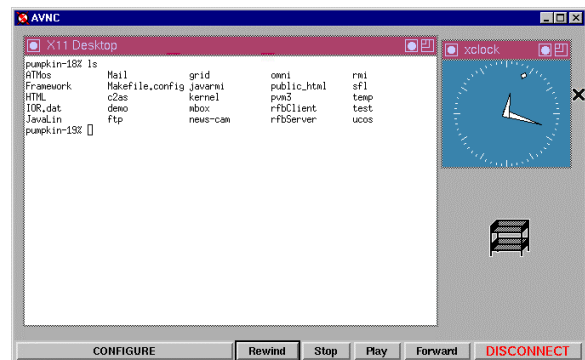 AVNC
X11 Desktop
xclock
pumpkin-18% ls
ATMos Mail grid omni rmi
Framework Makefile.config javarmi public_html sfl
HTML c2as kernel pvm3 temp
IOR.dat demo mbox rfbClient test
JavaLin ftp news-cam rfbServer ucos
pumpkin-19%
CONFIGURE Rewind Stop Play Forward DISCONNECT